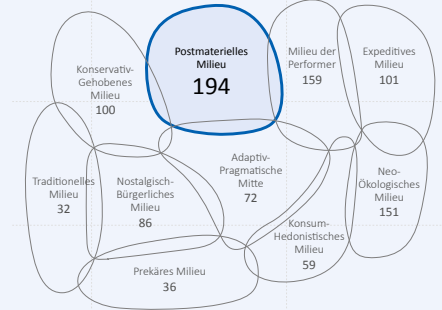 Postmaterielles
Milieu
194
Milieu der
Performer
159
Expeditives
Milieu
101
Konservativ-
Gehobenes
Milieu
100
Traditionelles
Milieu
32
Nostalgisch-
Bürgerliches
Milieu
86
Adaptiv-
Pragmatische
Mitte
72
Neo-
Ökologisches
Milieu
151
Konsum-
Hedonistisches
Milieu
59
Prekäres Milieu
36